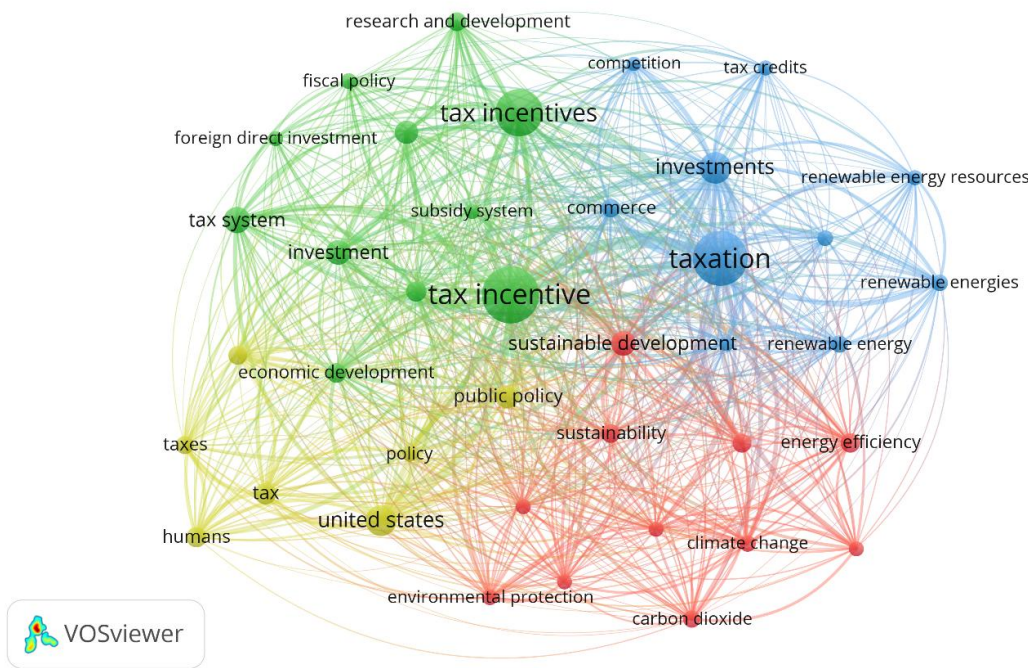 research and development
competition
tax credits
fiscal policy
tax incentives
foreign direct investment
investments
renewable energy resources
subsidy system
commerce
tax system
investment
taxation
tax incentive
renewable energies
sustainable development
renewable energy
economic development
public policy
sustainability
energy efficiency
taxes
policy
tax
united states
humans
climate change
environmental protection
carbon dioxide
VOSviewer